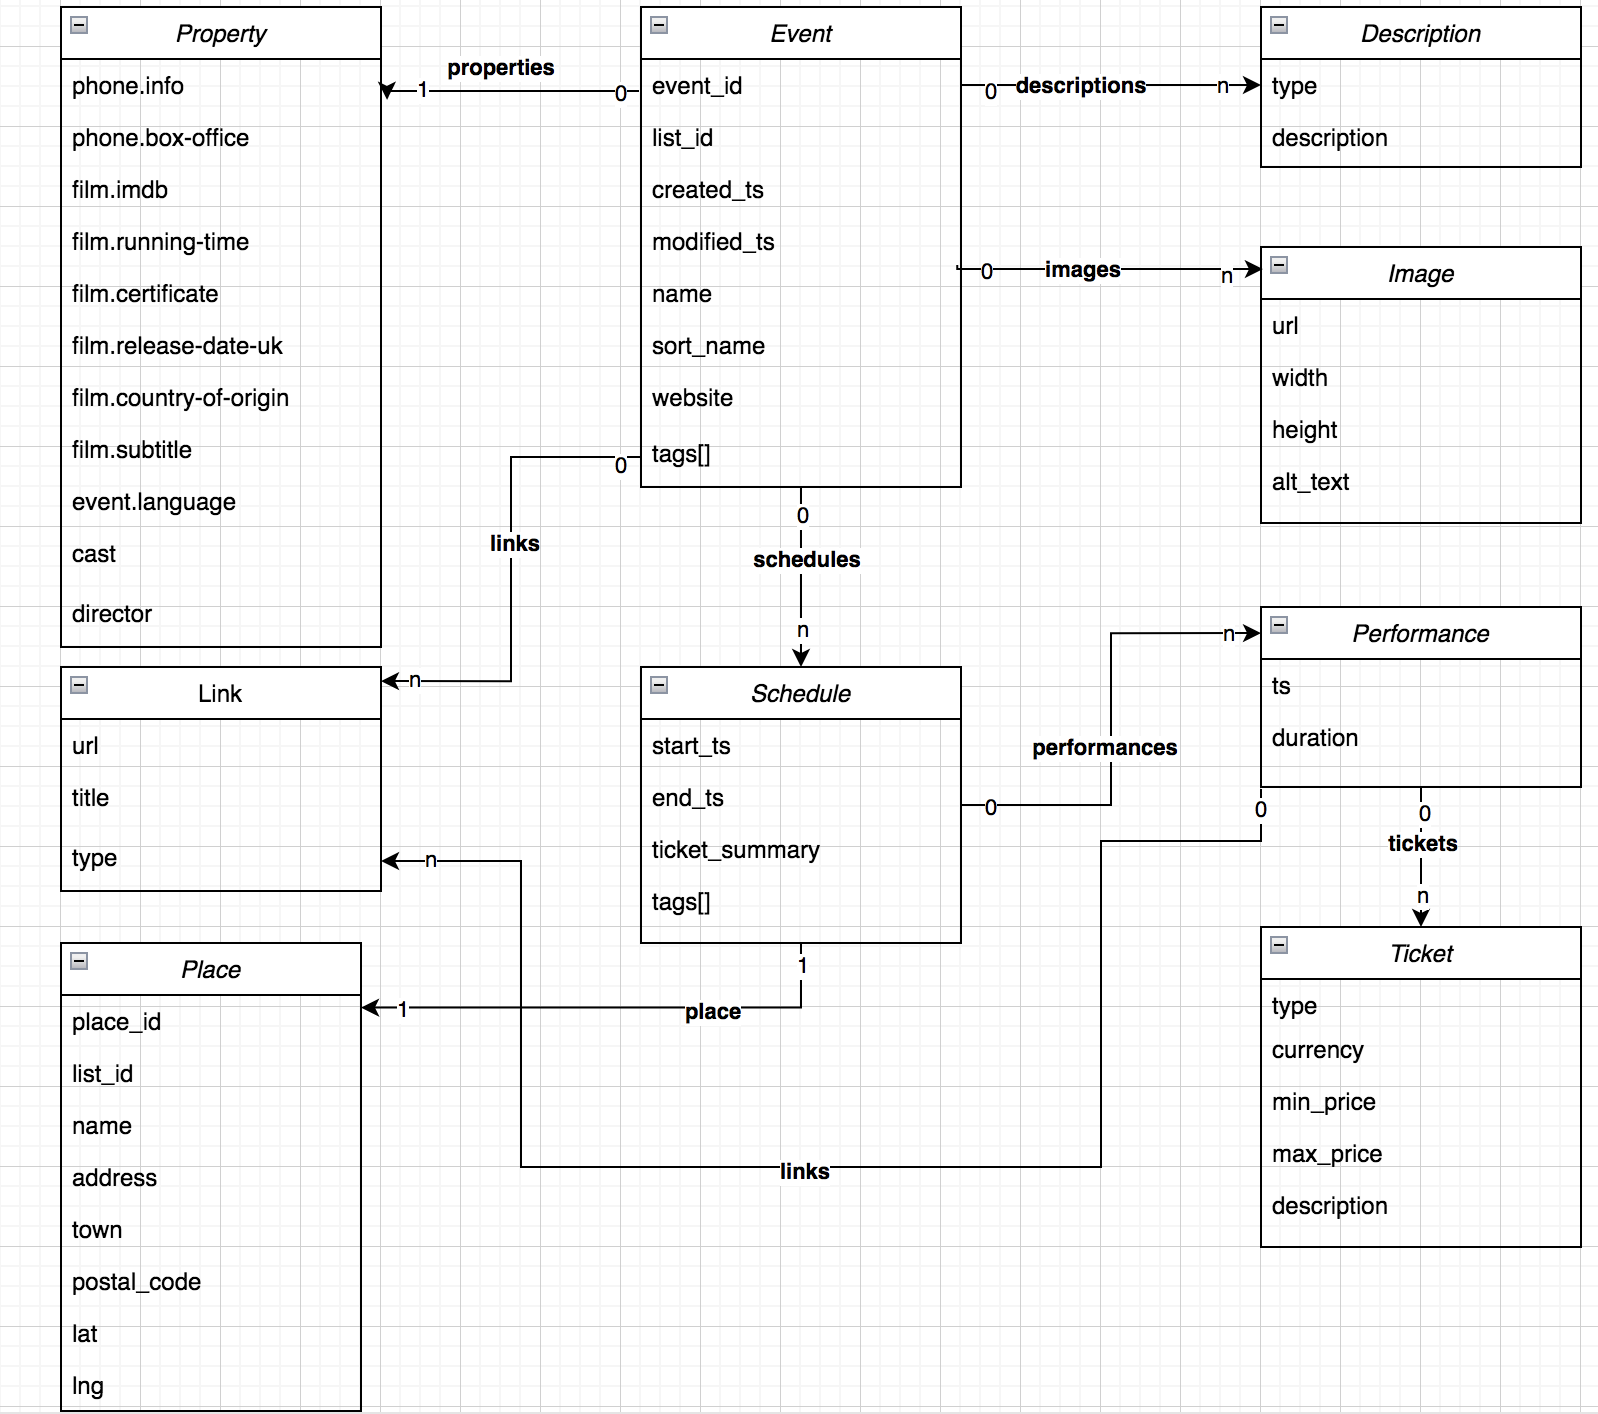 Property
phone.info
phone.box-office
film.imdb
film.running-time
film.certificate
film.release-date-uk
film.country-of-origin
film.subtitle
event.language
cast
director
properties
1
0
Event
event_id
list_id
created_ts
modified_ts
name
sort_name
website
tags[]
0
descriptions
n
Description
type
description
0
images
n
Image
url
width
height
alt_text
0
links
n
0
schedules
n
Link
url
title
type
Schedule
start_ts
end_ts
ticket_summary
tags[]
0
performances
n
Performance
ts
duration
0
links
n
0
tickets
n
1
place
1
Place
place_id
list_id
name
address
town
postal_code
lat
lng
Ticket
type
currency
min_price
max_price
description